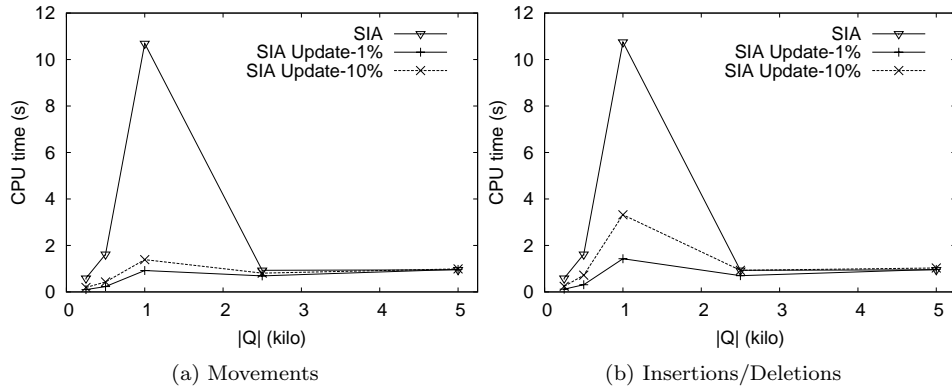 12
10
8
6
4
2
0
CPU time (s)
SIA
SIA Update-1%
SIA Update-10%
0 1 2 3 4 5
|Q| (kilo)
(a) Movements
12
10
8
6
4
2
0
CPU time (s)
SIA
SIA Update-1%
SIA Update-10%
0 1 2 3 4 5
|Q| (kilo)
(b) Insertions/Deletions